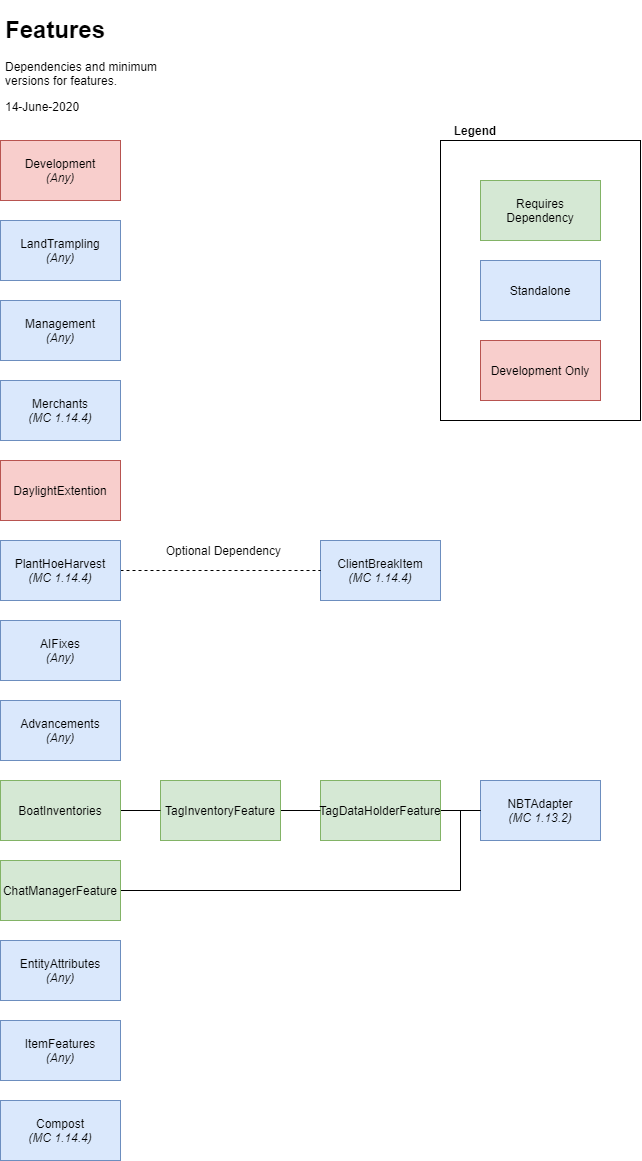 Features
Dependencies and minimum
versions for features.
14-June-2020
Legend
Requires
Dependency
Standalone
Development Only
Development
(Any)
LandTrampling
(Any)
Management
(Any)
Merchants
(MC 1.14.4)
DaylightExtention
PlantHoeHarvest
(MC 1.14.4)
Optional Dependency
ClientBreakItem
(MC 1.14.4)
AIFixes
(Any)
Advancements
(Any)
BoatInventories
TagInventoryFeature
TagDataHolderFeature
NBTAdapter
(MC 1.13.2)
ChatManagerFeature
EntityAttributes
(Any)
ItemFeatures
(Any)
Compost
(MC 1.14.4)